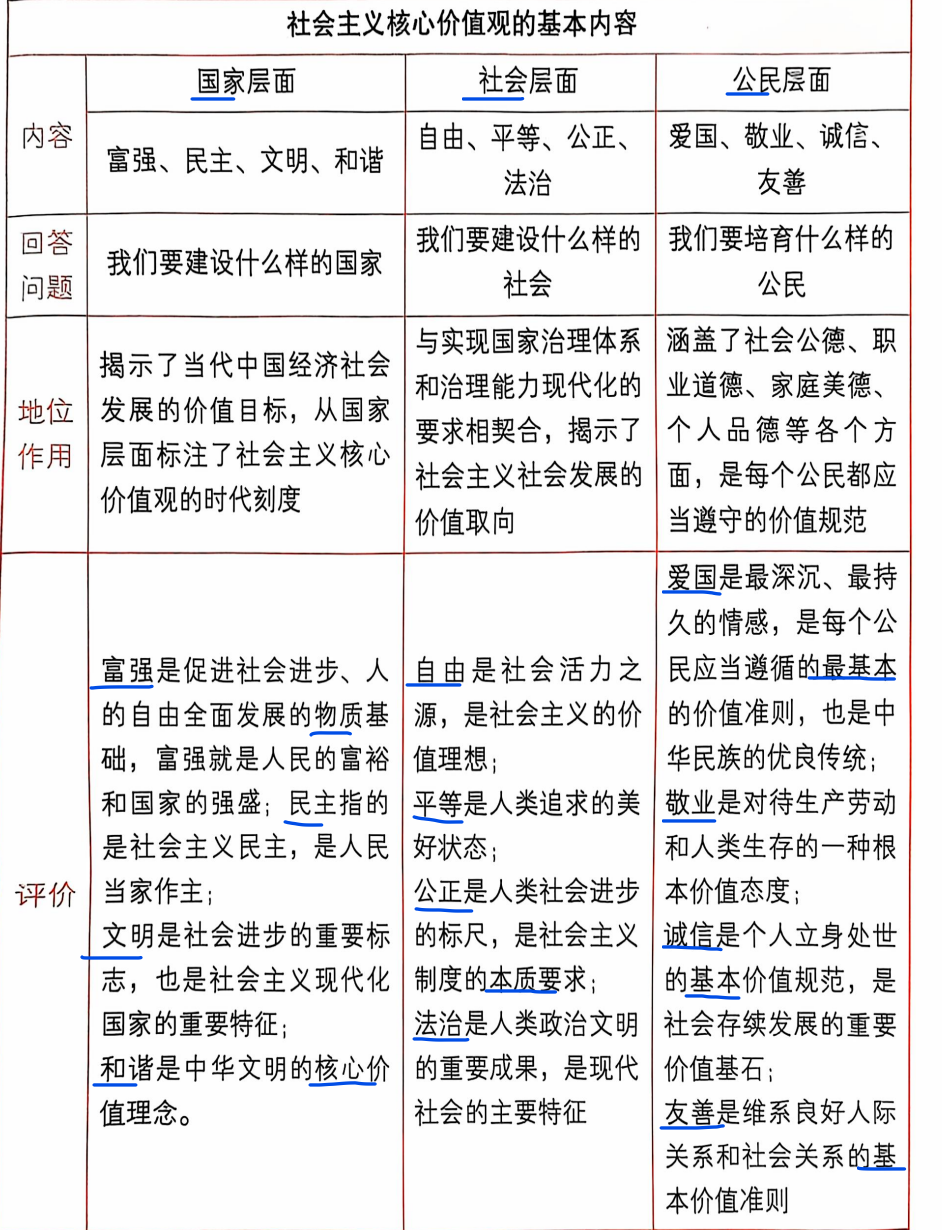 社会主义核心价值观的基本内容
国家层面
社会层面
公民层面
内容
富强、民主、文明、和谐
自由、平等、公正、
法治
爱国、敬业、诚信、
友善
回答
问题
我们要建设什么样的国家
我们要建设什么样的
社会
我们要培育什么样的
公民
地位
作用
揭示了当代中国经济社会
发展的价值目标，从国家
层面标注了社会主义核心
价值观的时代刻度
与实现国家治理体系
和治理能力现代化的
要求相契合，揭示了
社会主义社会发展的
价值取向
涵盖了社会公德、职
业道德、家庭美德、
个人品德等各个方
面，是每个公民都应
当遵守的价值规范
评价
富强是促进社会进步、人
的自由全面发展的物质基
础，富强就是人民的富裕
和国家的强盛；民主指的
是社会主义民主，是人民
当家作主；
文明是社会进步的重要标
志，也是社会主义现代化
国家的重要特征；
和谐是中华文明的核心价
值理念。
自由是社会活力之
源，是社会主义的价
值理想；
平等是人类追求的美
好状态；
公正是人类社会进步
的标尺，是社会主义
制度的本质要求；
法治是人类政治文明
的重要成果，是现代
社会的主要特征
爱国是最深沉、最持
久的情感，是每个公
民应当遵循的最基本
的价值准则，也是中
华民族的优良传统；
敬业是对待生产劳动
和人类生存的一种根
本价值态度；
诚信是个人立身处世
的基本价值规范，是
社会存续发展的重要
价值基石；
友善是维系良好人际
关系和社会关系的基
本价值准则